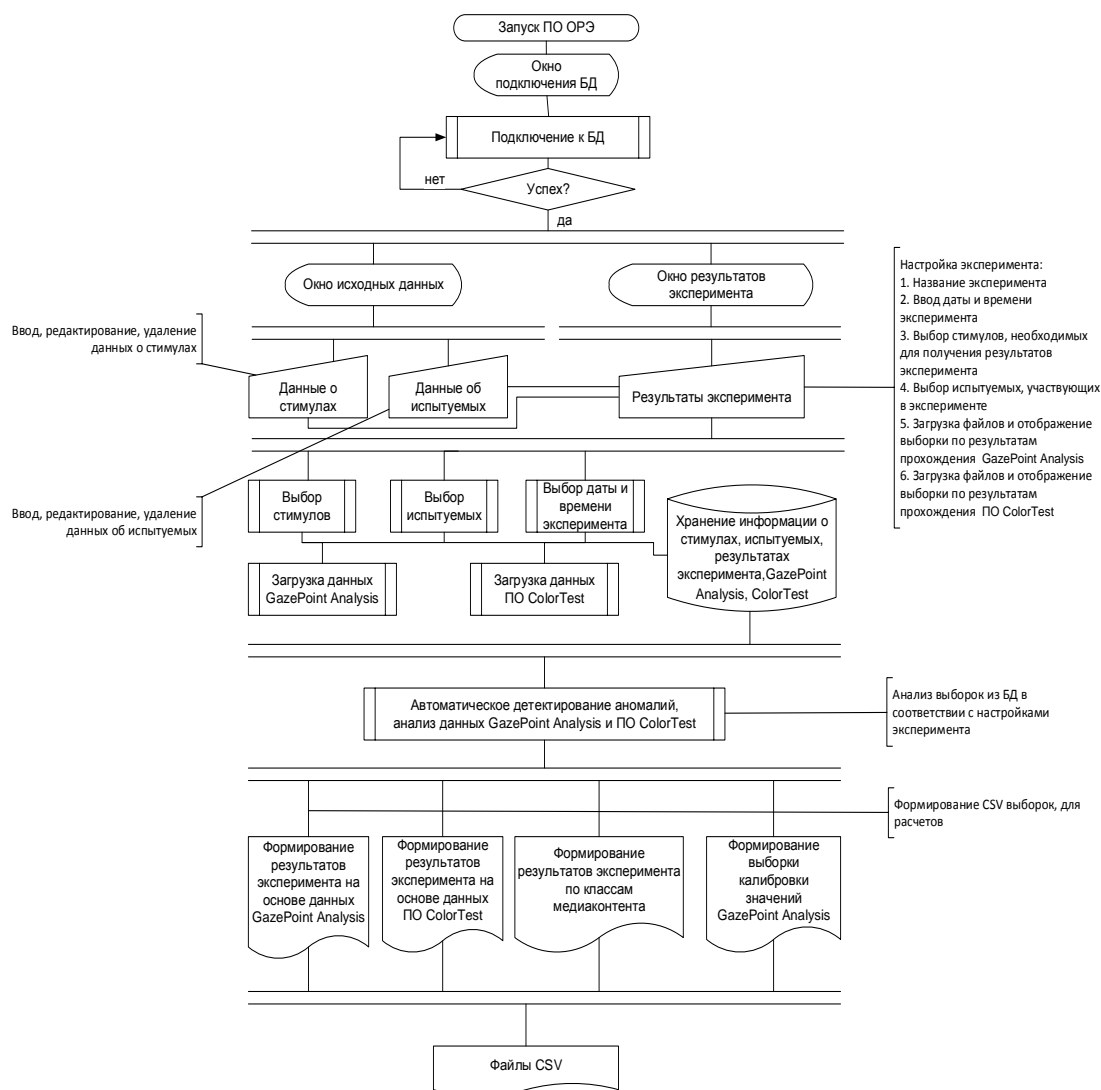 Запуск ПО ОРЭ
Окно
подключения БД
Подключение к БД
нет
Успех?
да
Окно исходных данных
Окно результатов
эксперимента
Настройка эксперимента:
1. Название эксперимента
2. Ввод даты и времени
эксперимента
3. Выбор стимулов, необходимых
для получения результатов
эксперимента
4. Выбор испытуемых, участвующих
в эксперименте
5. Загрузка файлов и отображение
выборки по результатам
прохождения GazePoint Analysis
6. Загрузка файлов и отображение
выборки по результатам
прохождения ПО ColorTest
Ввод, редактирование, удаление
данных о стимулах
Данные о
стимулах
Данные об
испытуемых
Результаты эксперимента
Ввод, редактирование, удаление
данных об испытуемых
Выбор
стимулов
Выбор
испытуемых
Выбор даты и
времени
эксперимента
Хранение информации о
стимулах, испытуемых,
результатах
эксперимента,GazePoint
Analysis, ColorTest
Загрузка данных
GazePoint Analysis
Загрузка данных
ПО ColorTest
Автоматическое детектирование аномалий,
анализ данных GazePoint Analysis и ПО ColorTest
Анализ выборок из БД в
соответствии с настройками
эксперимента
Формирование CSV выборок, для
расчетов
Формирование
результатов
эксперимента на
основе данных
GazePoint Analysis
Формирование
результатов
эксперимента на
основе данных
ПО ColorTest
Формирование
результатов эксперимента
по классам
медиаконтента
Формирование
выборки
калибровки
значений
GazePoint Analysis
Файлы CSV